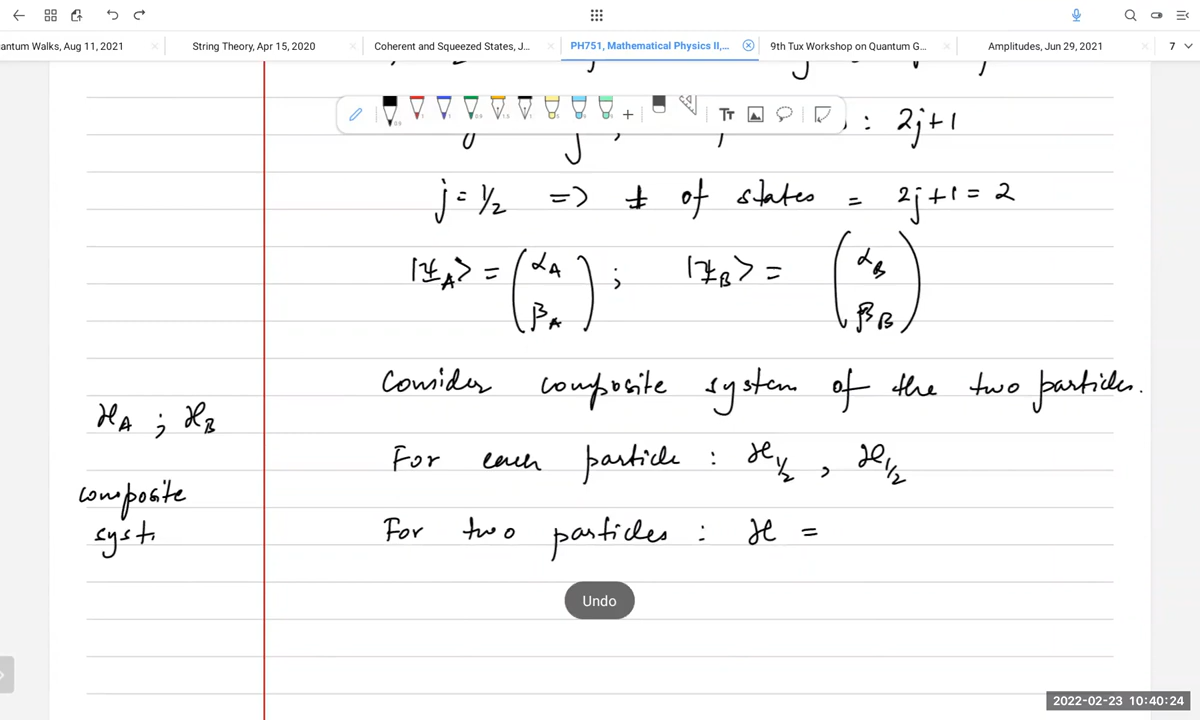 antum Walks, Aug 11, 2021 String Theory, Apr 15, 2020 Coherent and Squeezed States, J... PH751, Mathematical Physics II,... 9th Tux Workshop on Quantum G... Amplitudes, Jun 29, 2021 7
Tt : 2j+1
j = 1/2 => # of states = 2j+1 = 2
|Ψ_A> = (α_A β_A) ; |Ψ_B> = (α_B β_B)
Consider composite system of the two particles.
ℋ_A ; ℋ_B
For each particle : ℋ_1/2 , ℋ_1/2
composite
syst
For two particles : ℋ =
Undo
2022-02-23 10:40:24